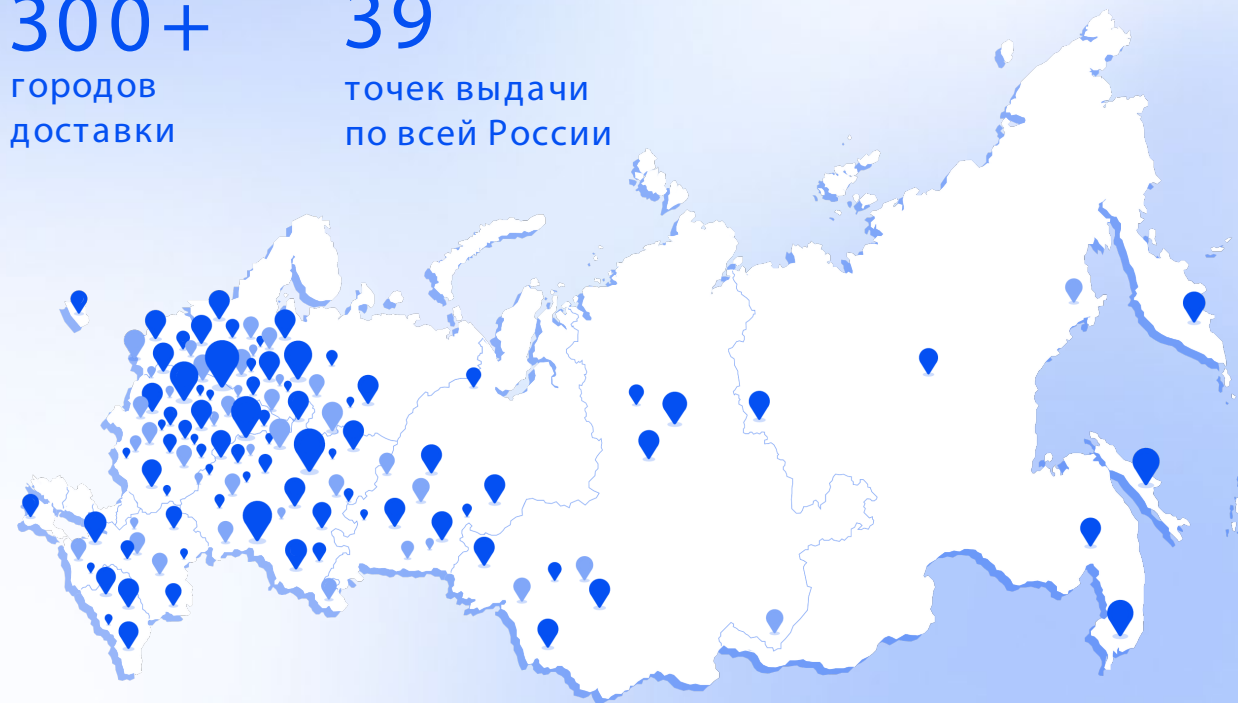 300+
городов
доставки
39
точек выдачи
по всей России